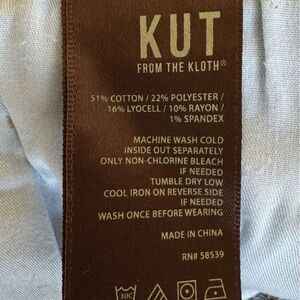 KUT
FROM THE KLOTH®
51% COTTON / 22% POLYESTER /
16% LYOCELL / 10% RAYON /
1% SPANDEX
MACHINE WASH COLD
INSIDE OUT SEPARATELY
ONLY NON-CHLORINE BLEACH
IF NEEDED
TUMBLE DRY LOW
COOL IRON ON REVERSE SIDE
IF NEEDED
WASH ONCE BEFORE WEARING
MADE IN CHINA
RN# 58539
30C